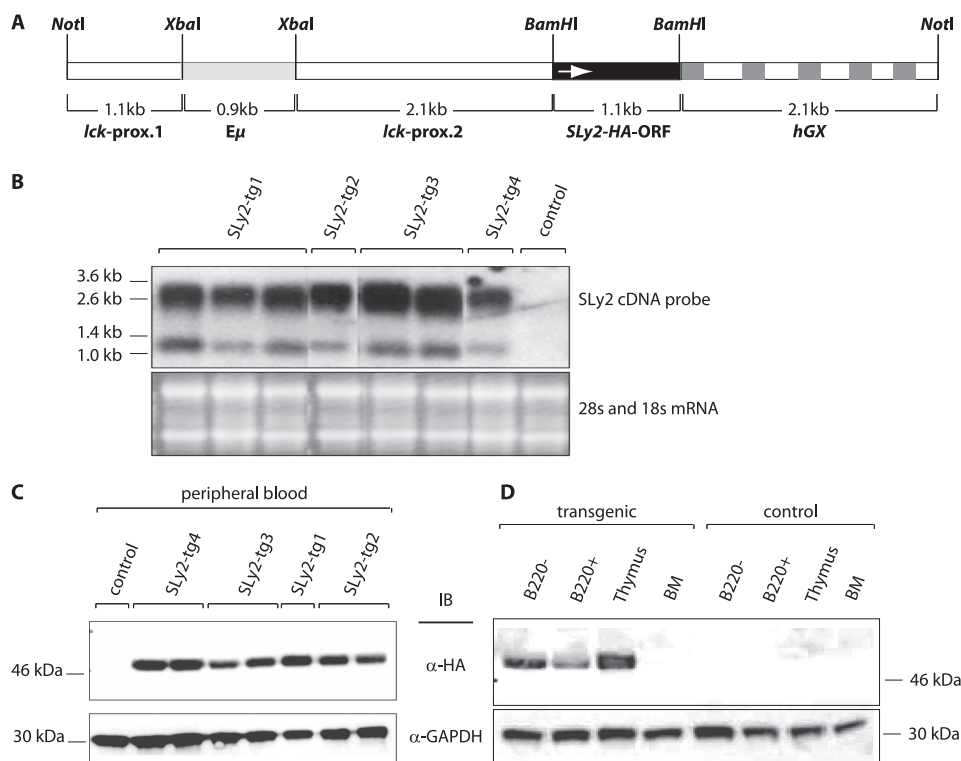 A
NotI XbaI XbaI BamHI BamHI NotI
1.1kb 0.9kb 2.1kb 1.1kb 2.1kb
lck-prox.1 Eμ lck-prox.2 SLy2-HA-ORF hGX
B
SLy2-tg1 SLy2-tg2 SLy2-tg3 SLy2-tg4 control
3.6 kb
2.6 kb
1.4 kb
1.0 kb
SLy2 cDNA probe
28s and 18s mRNA
C
peripheral blood
control SLy2-tg4 SLy2-tg3 SLy2-tg1 SLy2-tg2
46 kDa
30 kDa
IB
α-HA
α-GAPDH
D
transgenic control
B220- B220+ Thymus BM B220- B220+ Thymus BM
46 kDa
30 kDa